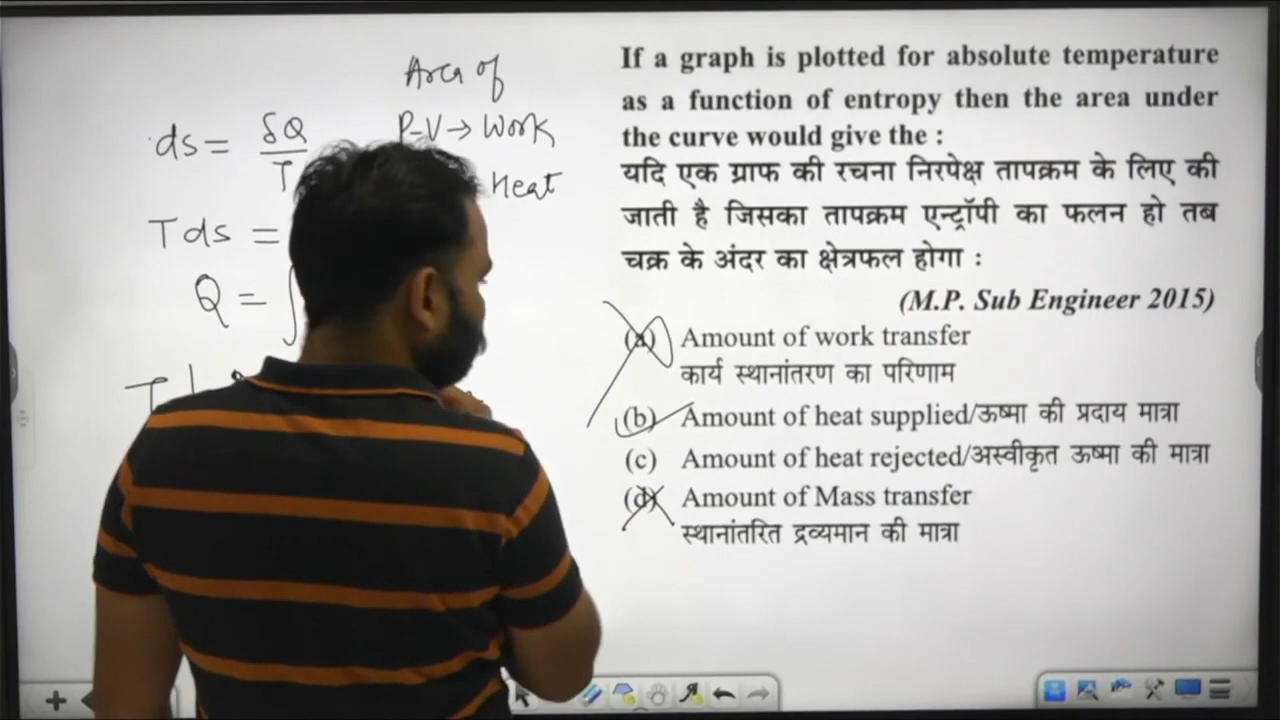 Area of
P-V → Work
Heat
ds = δQ
T
Tds =
Q = ∫
T
If a graph is plotted for absolute temperature
as a function of entropy then the area under
the curve would give the :
यदि एक ग्राफ की रचना निरपेक्ष तापक्रम के लिए की
जाती है जिसका तापक्रम एन्ट्रॉपी का फलन हो तब
चक्र के अंदर का क्षेत्रफल होगा :
(M.P. Sub Engineer 2015)
(a) Amount of work transfer
कार्य स्थानांतरण का परिणाम
(b) Amount of heat supplied/ऊष्मा की प्रदाय मात्रा
(c) Amount of heat rejected/अस्वीकृत ऊष्मा की मात्रा
(d) Amount of Mass transfer
स्थानांतरित द्रव्यमान की मात्रा